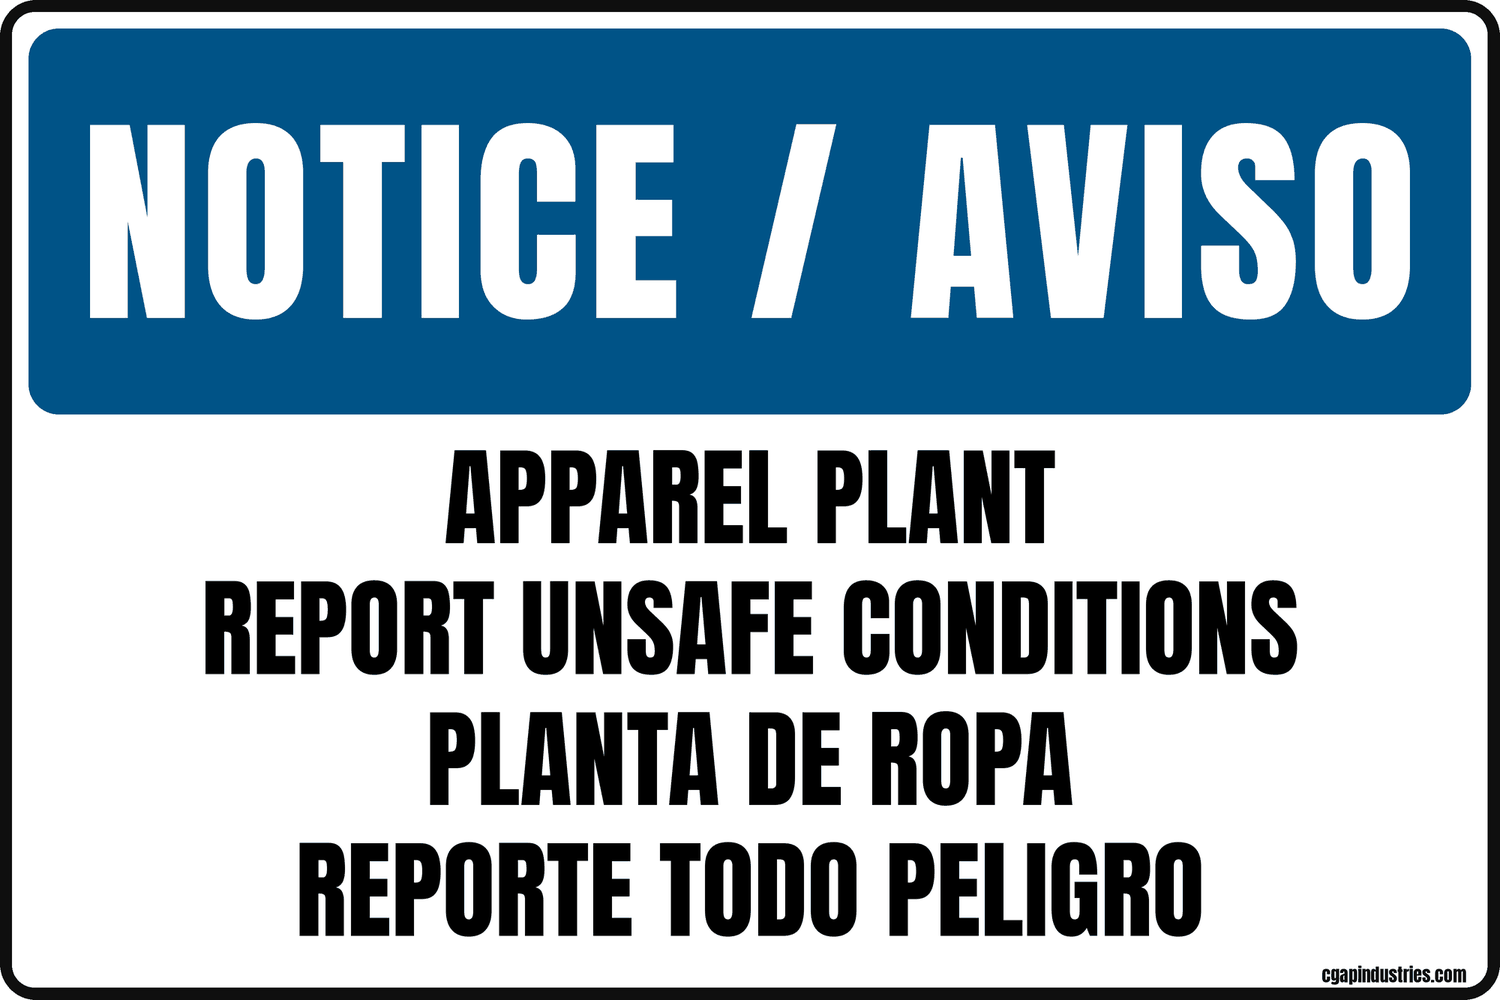 NOTICE / AVISO
APPAREL PLANT
REPORT UNSAFE CONDITIONS
PLANTA DE ROPA
REPORTE TODO PELIGRO
cgapindustries.com